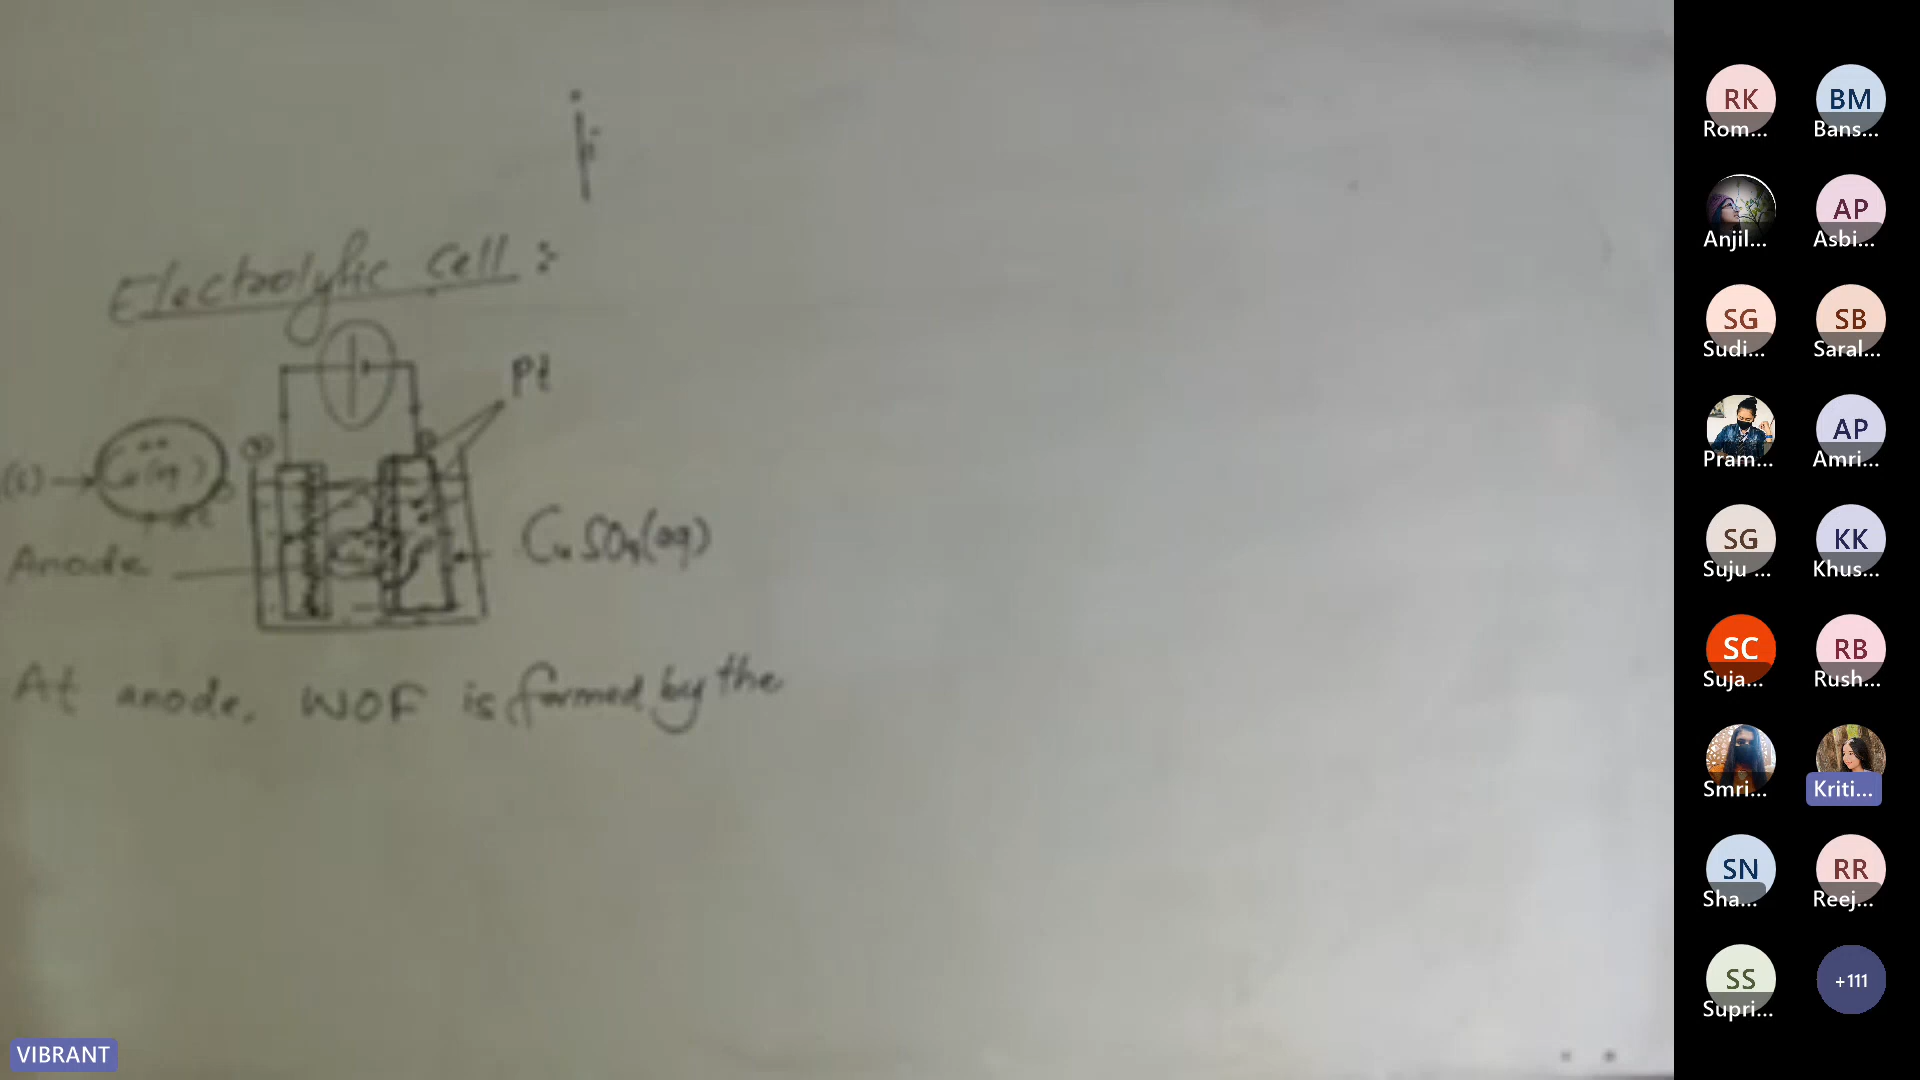 Electrolytic Cell :
Pt
Cu++(aq)
(s) →
Anode
CuSO4(aq)
At anode, WOF is formed by the
RK
Rom...
BM
Bans...
Anjil...
AP
Asbi...
SG
Sudi...
SB
Saral...
Pram...
AP
Amri...
SG
Suju ...
KK
Khus...
SC
Suja...
RB
Rush...
Smri...
Kriti...
SN
Sha...
RR
Reej...
SS
Supri...
+111
VIBRANT